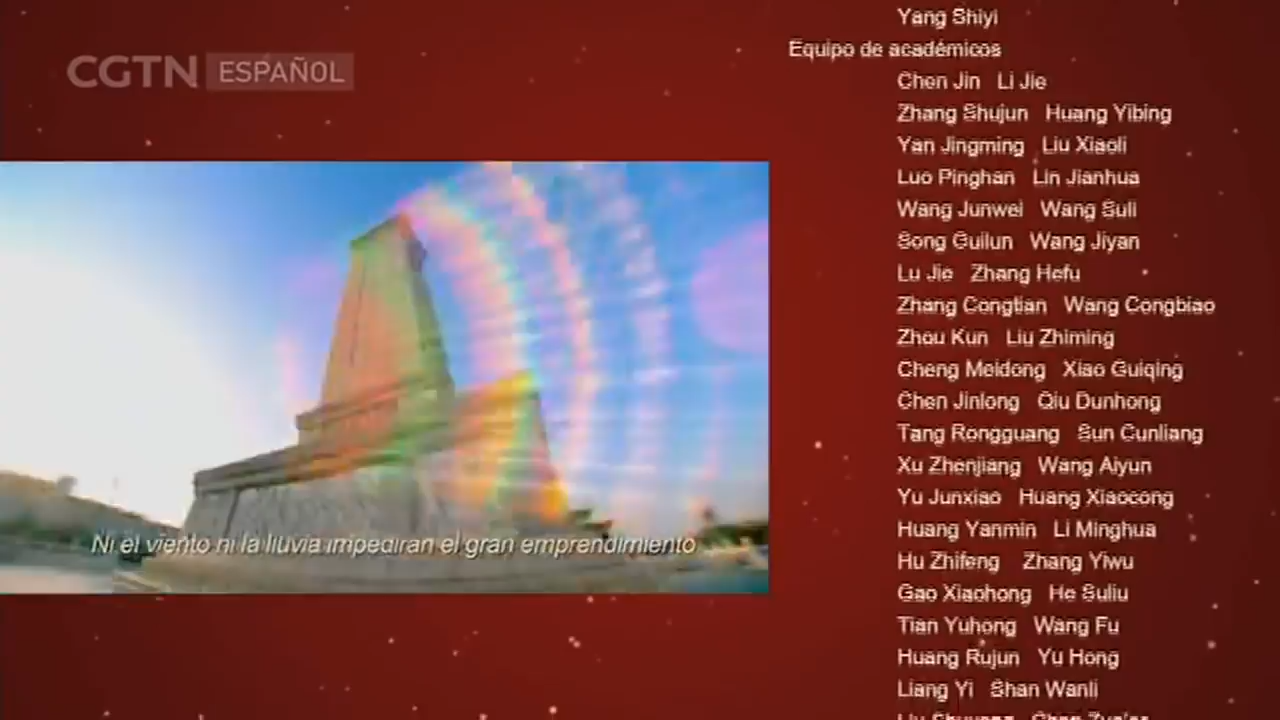 CGTN ESPAÑOL
Ni el viento ni la lluvia impedirán el gran emprendimiento
Yang Shiyi
Equipo de académicos
Chen Jin Li Jie
Zhang Shujun Huang Yibing
Yan Jingming Liu Xiaoli
Luo Pinghan Lin Jianhua
Wang Junwei Wang Suli
Song Guilun Wang Jiyan
Lu Jie Zhang Hefu
Zhang Congtian Wang Congbiao
Zhou Kun Liu Zhiming
Cheng Meidong Xiao Guiqing
Chen Jinlong Qiu Dunhong
Tang Rongguang Sun Cunliang
Xu Zhenjiang Wang Aiyun
Yu Junxiao Huang Xiaocong
Huang Yanmin Li Minghua
Hu Zhifeng Zhang Yiwu
Gao Xiaohong He Suliu
Tian Yuhong Wang Fu
Huang Rujun Yu Hong
Liang Yi Shan Wanli